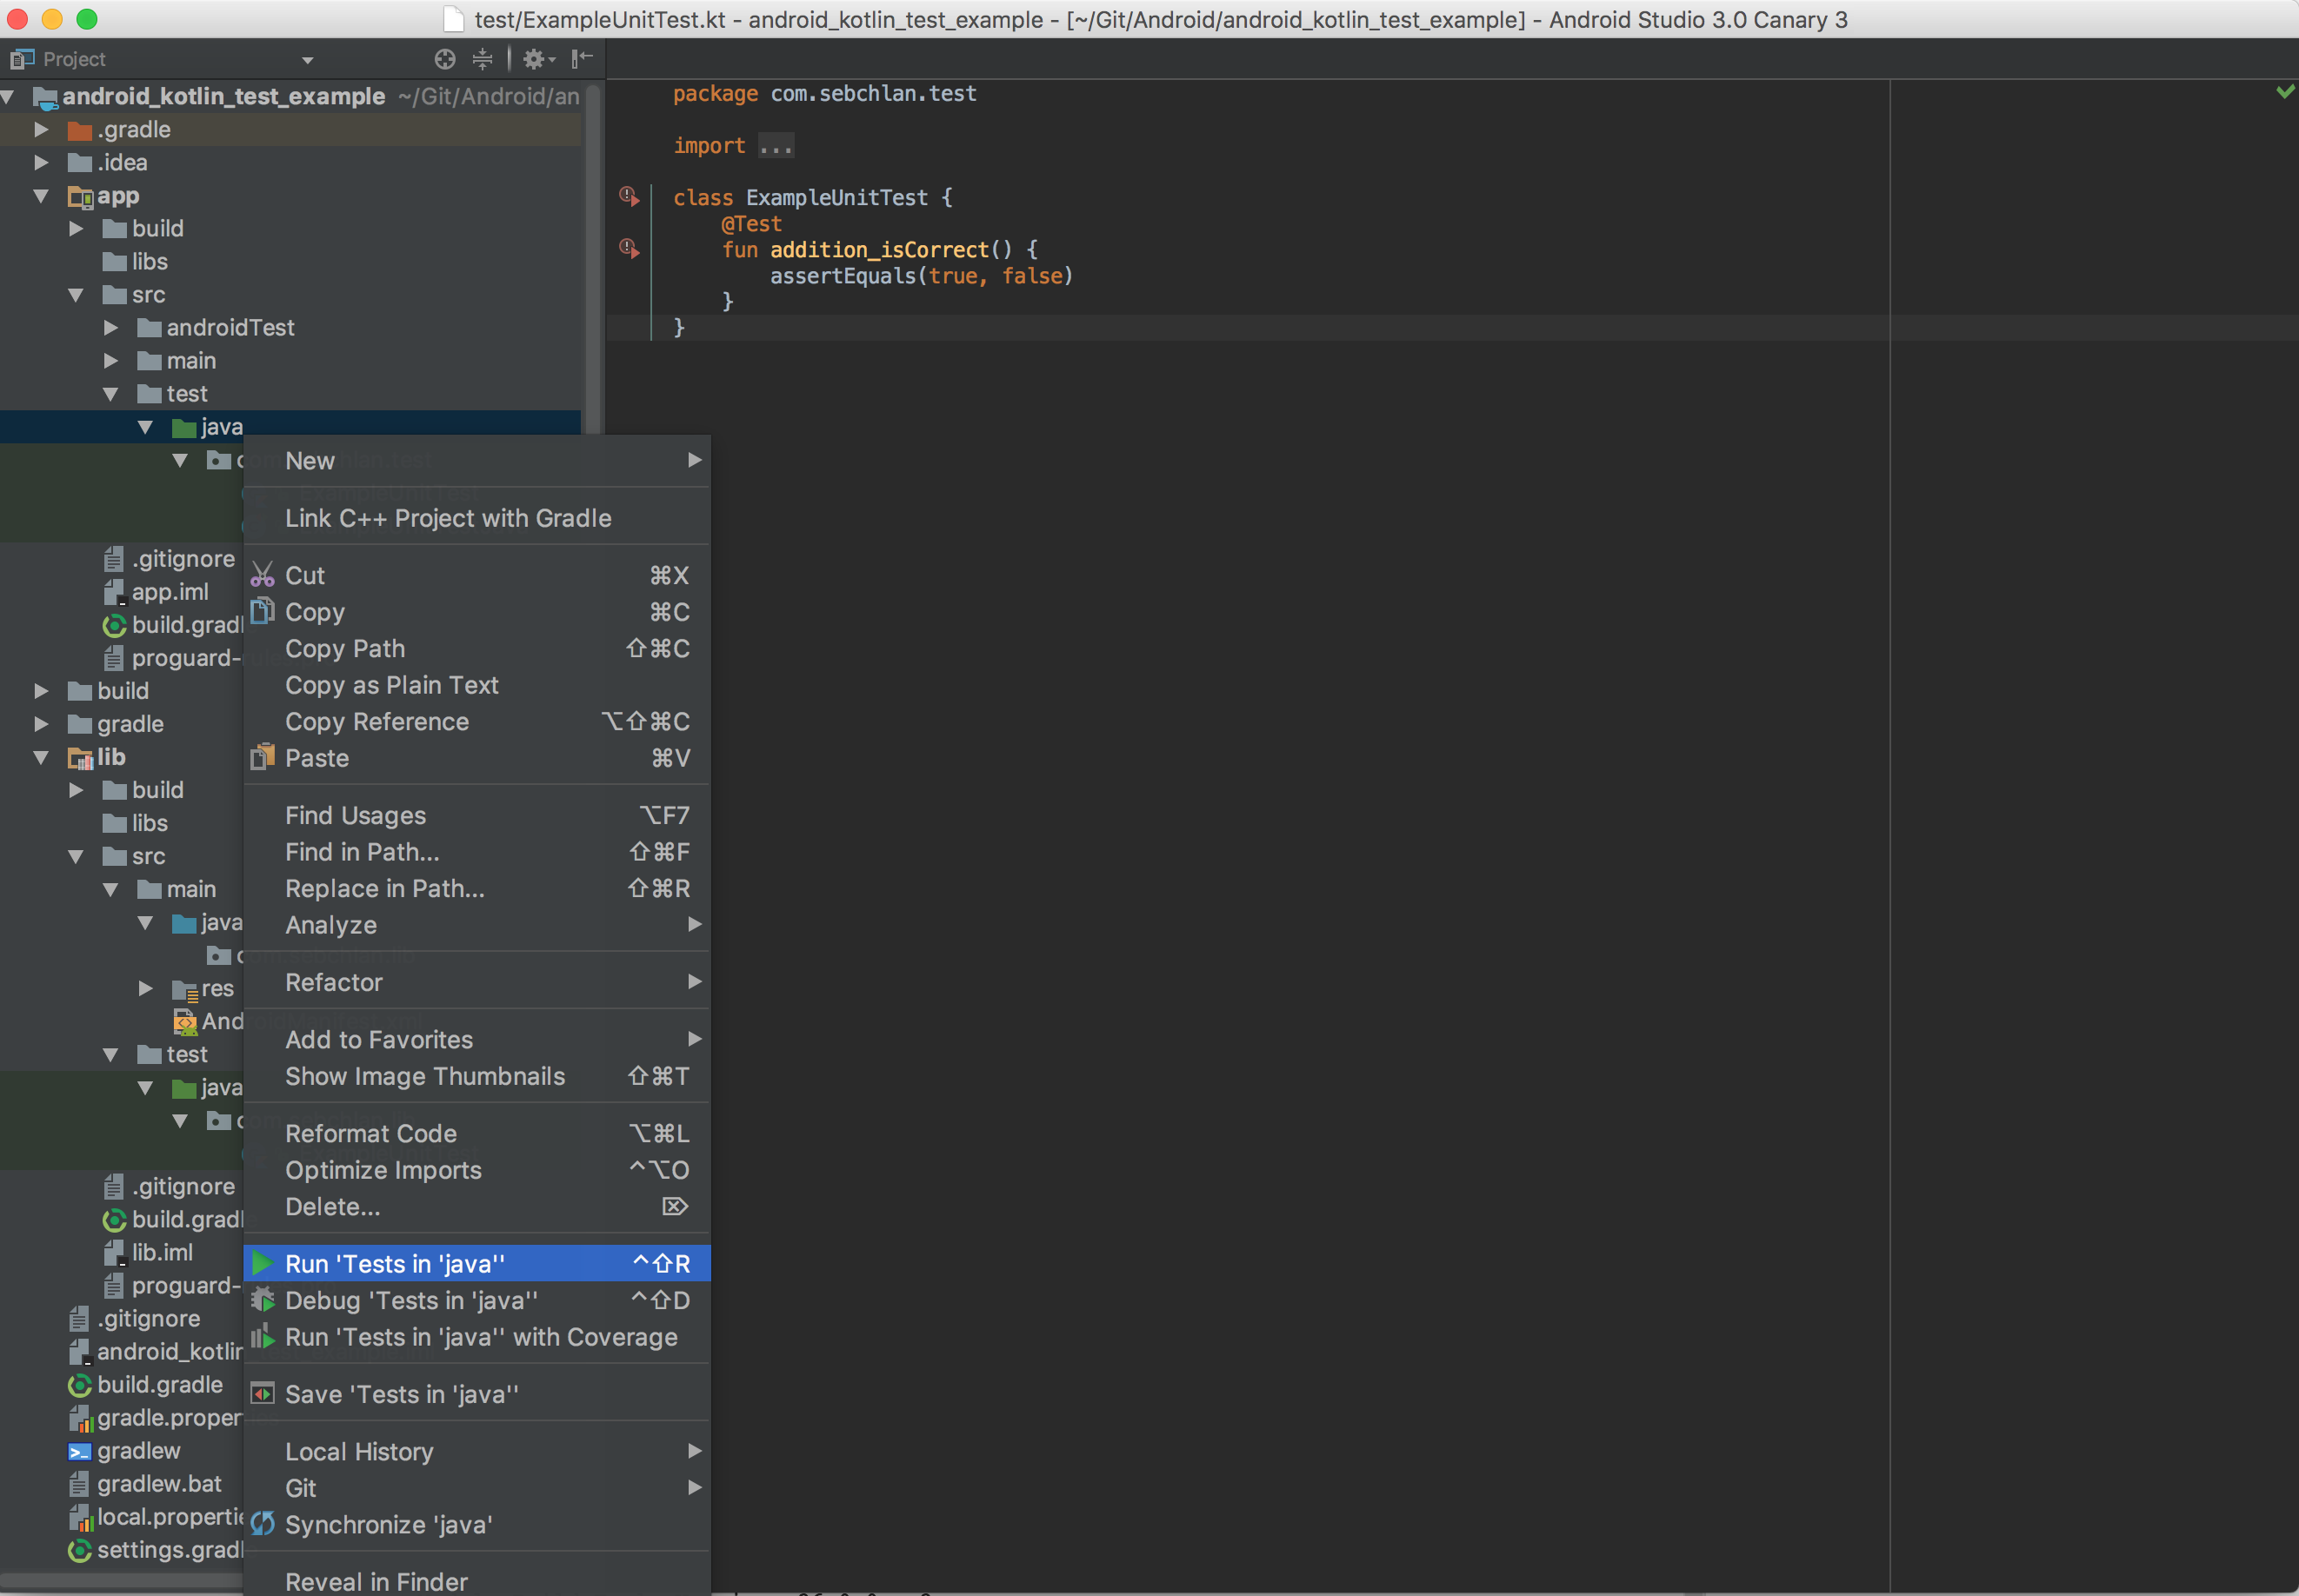 test/ExampleUnitTest.kt - android_kotlin_test_example - [~/Git/Android/android_kotlin_test_example] - Android Studio 3.0 Canary 3
Project
android_kotlin_test_example ~/Git/Android/an
.gradle
.idea
app
build
libs
src
androidTest
main
test
java
.gitignore
app.iml
build.gradl
proguard-
build
gradle
lib
build
libs
src
main
java
res
And
test
java
.gitignore
build.gradl
lib.iml
proguard-
.gitignore
android_kotlin
build.gradle
gradle.proper
gradlew
gradlew.bat
local.properti
settings.gradl
New
Link C++ Project with Gradle
Cut ⌘X
Copy ⌘C
Copy Path ⇧⌘C
Copy as Plain Text
Copy Reference ⌥⇧⌘C
Paste ⌘V
Find Usages ⌥F7
Find in Path... ⇧⌘F
Replace in Path... ⇧⌘R
Analyze
Refactor
Add to Favorites
Show Image Thumbnails ⇧⌘T
Reformat Code ⌥⌘L
Optimize Imports ^⌥O
Delete... ⌦
Run 'Tests in 'java'' ^⇧R
Debug 'Tests in 'java'' ^⇧D
Run 'Tests in 'java'' with Coverage
Save 'Tests in 'java''
Local History
Git
Synchronize 'java'
Reveal in Finder
package com.sebchlan.test
import ...
class ExampleUnitTest {
@Test
fun addition_isCorrect() {
assertEquals(true, false)
}
}